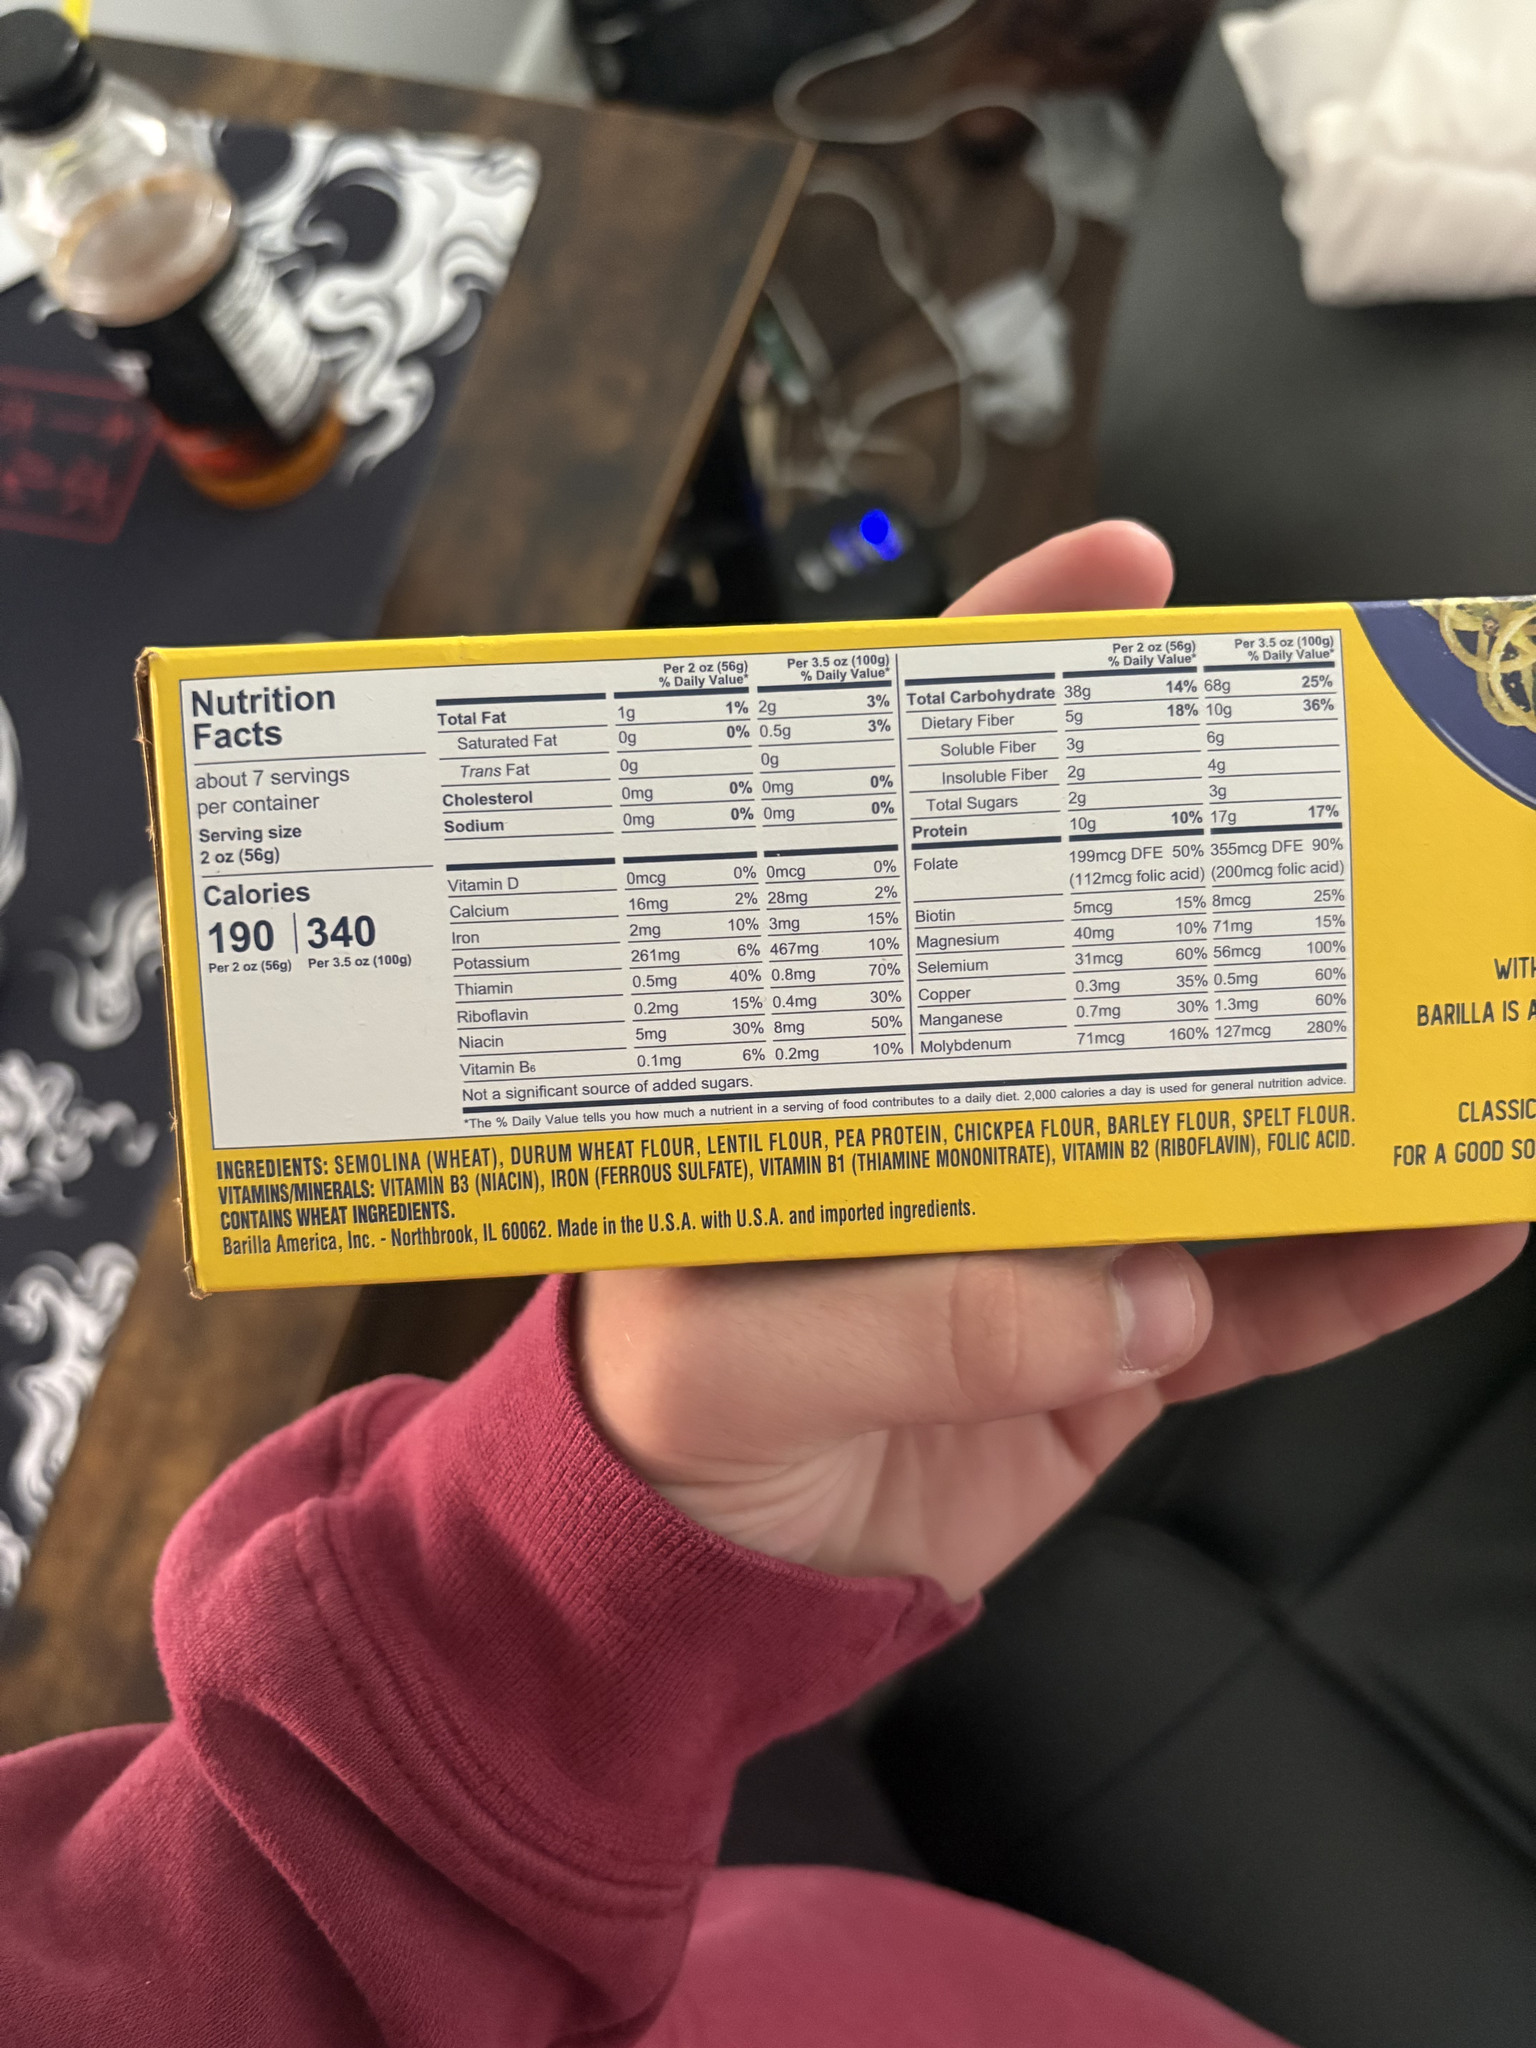 Nutrition
Facts
about 7 servings
per container
Serving size
2 oz (56g)
Calories
190 | 340
Per 2 oz (56g) Per 3.5 oz (100g)
Per 2 oz (56g) Per 3.5 oz (100g)
% Daily Value* % Daily Value*
Total Fat 1g 1% 2g 3%
Saturated Fat 0g 0% 0.5g 3%
Trans Fat 0g 0g
Cholesterol 0mg 0% 0mg 0%
Sodium 0mg 0% 0mg 0%
Vitamin D 0mcg 0% 0mcg 0%
Calcium 16mg 2% 28mg 2%
Iron 2mg 10% 3mg 15%
Potassium 261mg 6% 467mg 10%
Thiamin 0.5mg 40% 0.8mg 70%
Riboflavin 0.2mg 15% 0.4mg 30%
Niacin 5mg 30% 8mg 50%
Vitamin B6 0.1mg 6% 0.2mg 10%
Per 2 oz (56g) Per 3.5 oz (100g)
% Daily Value* % Daily Value*
Total Carbohydrate 38g 14% 68g 25%
Dietary Fiber 5g 18% 10g 36%
Soluble Fiber 3g 6g
Insoluble Fiber 2g 4g
Total Sugars 2g 3g
Protein 10g 10% 17g 17%
Folate 199mcg DFE 50% 355mcg DFE 90%
(112mcg folic acid) (200mcg folic acid)
Biotin 5mcg 15% 8mcg 25%
Magnesium 40mg 10% 71mg 15%
Selemium 31mcg 60% 56mcg 100%
Copper 0.3mg 35% 0.5mg 60%
Manganese 0.7mg 30% 1.3mg 60%
Molybdenum 71mcg 160% 127mcg 280%
Not a significant source of added sugars.
*The % Daily Value tells you how much a nutrient in a serving of food contributes to a daily diet. 2,000 calories a day is used for general nutrition advice.
INGREDIENTS: SEMOLINA (WHEAT), DURUM WHEAT FLOUR, LENTIL FLOUR, PEA PROTEIN, CHICKPEA FLOUR, BARLEY FLOUR, SPELT FLOUR.
VITAMINS/MINERALS: VITAMIN B3 (NIACIN), IRON (FERROUS SULFATE), VITAMIN B1 (THIAMINE MONONITRATE), VITAMIN B2 (RIBOFLAVIN), FOLIC ACID.
CONTAINS WHEAT INGREDIENTS.
Barilla America, Inc. - Northbrook, IL 60062. Made in the U.S.A. with U.S.A. and imported ingredients.
WITH
BARILLA IS A
CLASSIC
FOR A GOOD SO